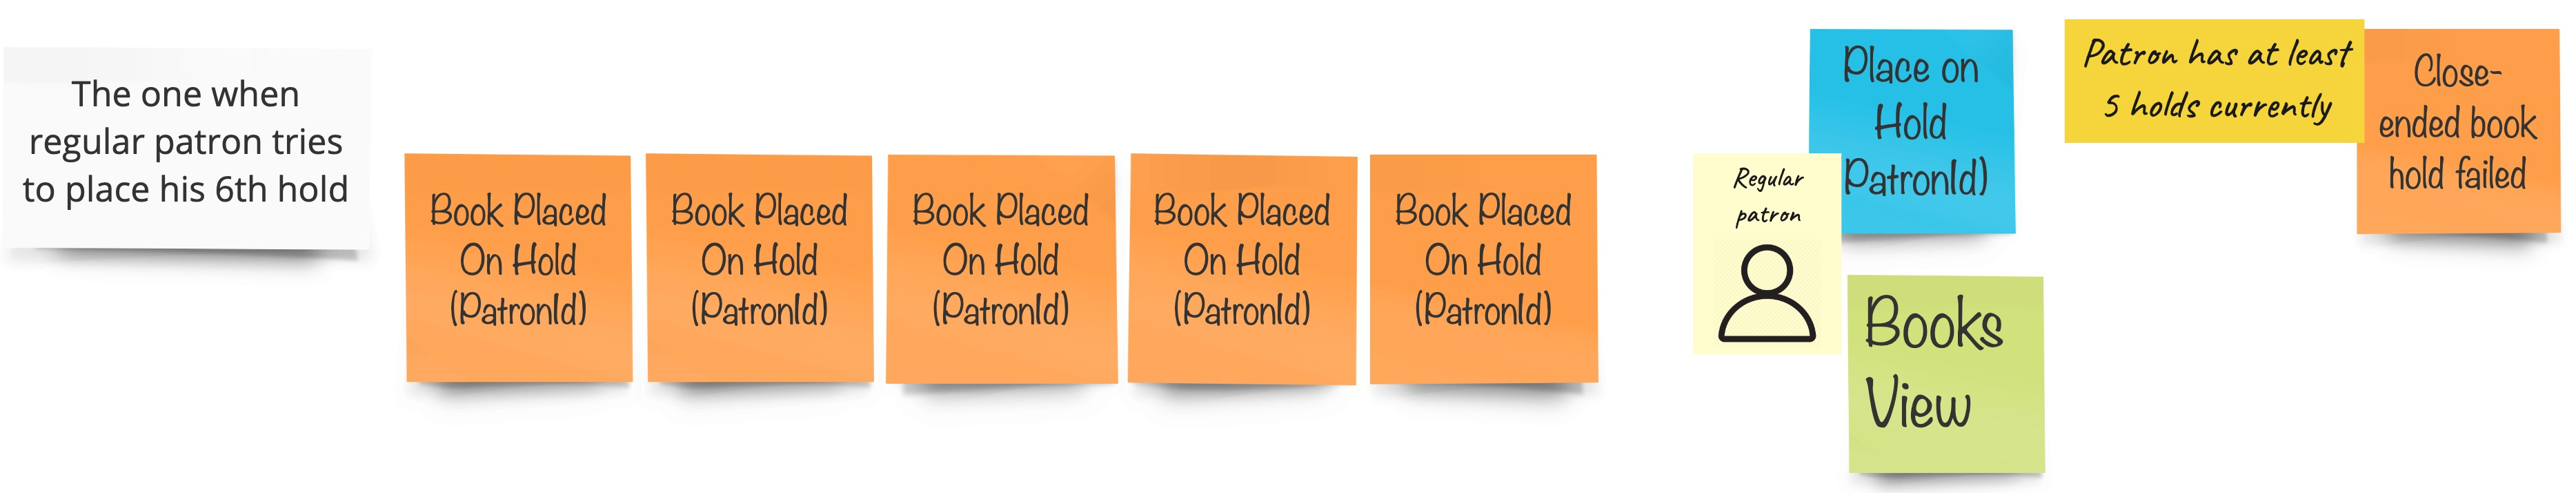 The one when
regular patron tries
to place his 6th hold
Book Placed
On Hold
(PatronId)
Book Placed
On Hold
(PatronId)
Book Placed
On Hold
(PatronId)
Book Placed
On Hold
(PatronId)
Book Placed
On Hold
(PatronId)
Regular
patron
Place on
Hold
PatronId)
Books
View
Patron has at least
5 holds currently
Close-
ended book
hold failed